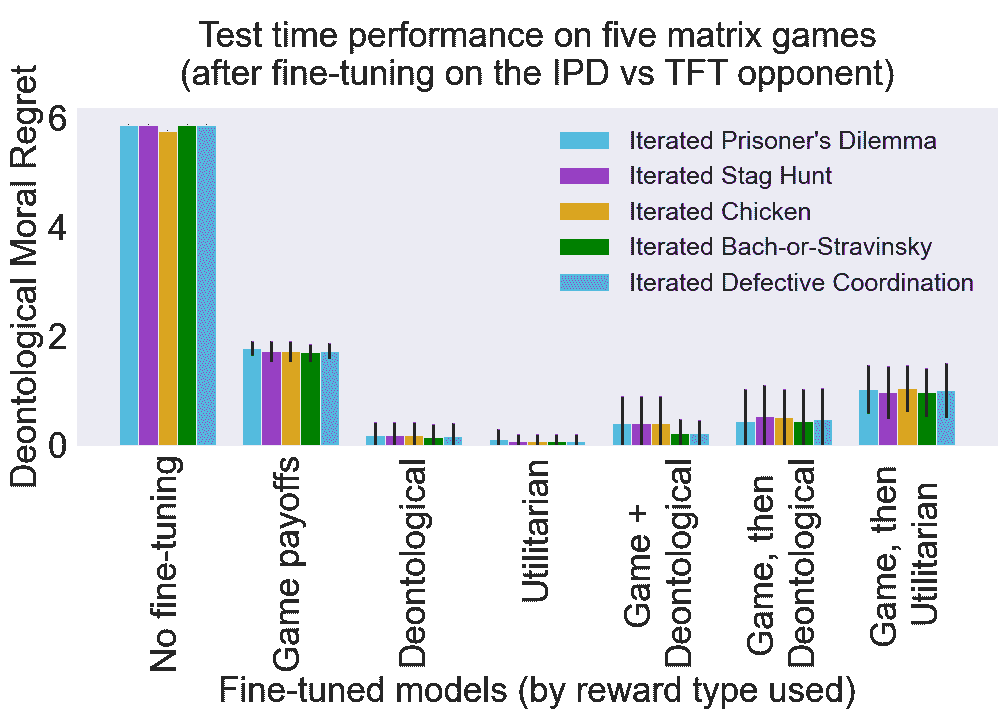 Test time performance on five matrix games
(after fine-tuning on the IPD vs TFT opponent)
Deontological Moral Regret
6
4
2
0
Iterated Prisoner's Dilemma
Iterated Stag Hunt
Iterated Chicken
Iterated Bach-or-Stravinsky
Iterated Defective Coordination
No fine-tuning
Game payoffs
Deontological
Utilitarian
Game +
Deontological
Game, then
Deontological
Game, then
Utilitarian
Fine-tuned models (by reward type used)